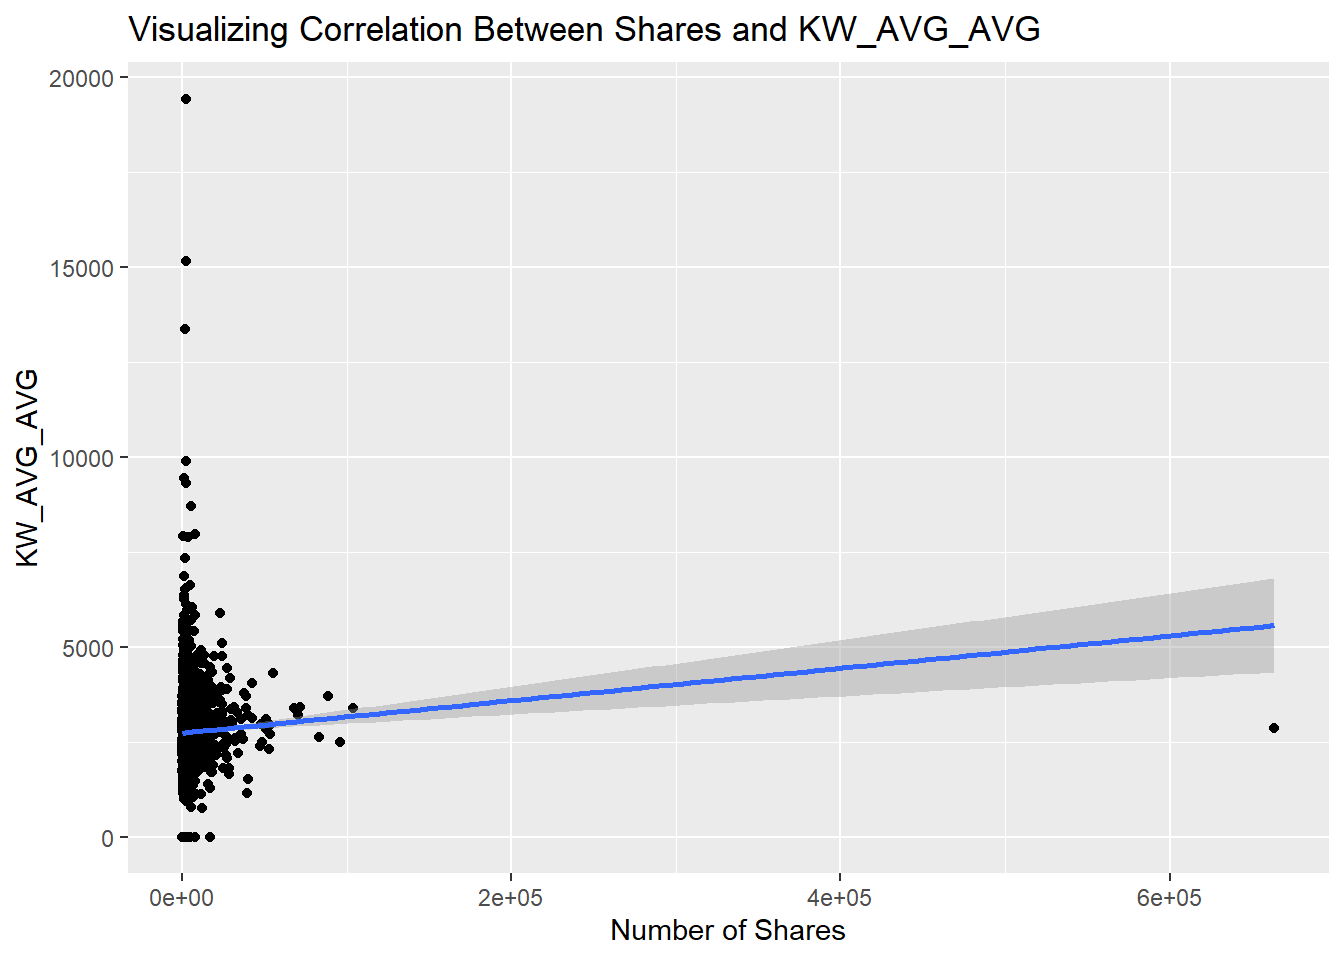 Visualizing Correlation Between Shares and KW_AVG_AVG
20000
15000
10000
5000
0
KW_AVG_AVG
0e+00 2e+05 4e+05 6e+05
Number of Shares